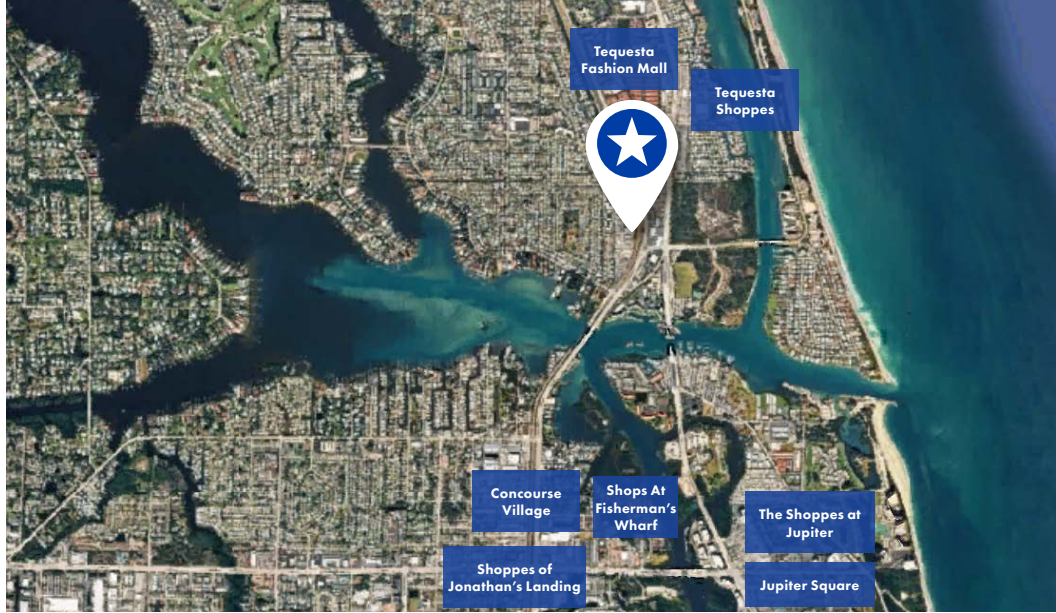 Tequesta
Fashion Mall
Tequesta
Shoppes
Concourse
Village
Shops At
Fisherman's
Wharf
The Shoppes at
Jupiter
Shoppes of
Jonathan's Landing
Jupiter Square